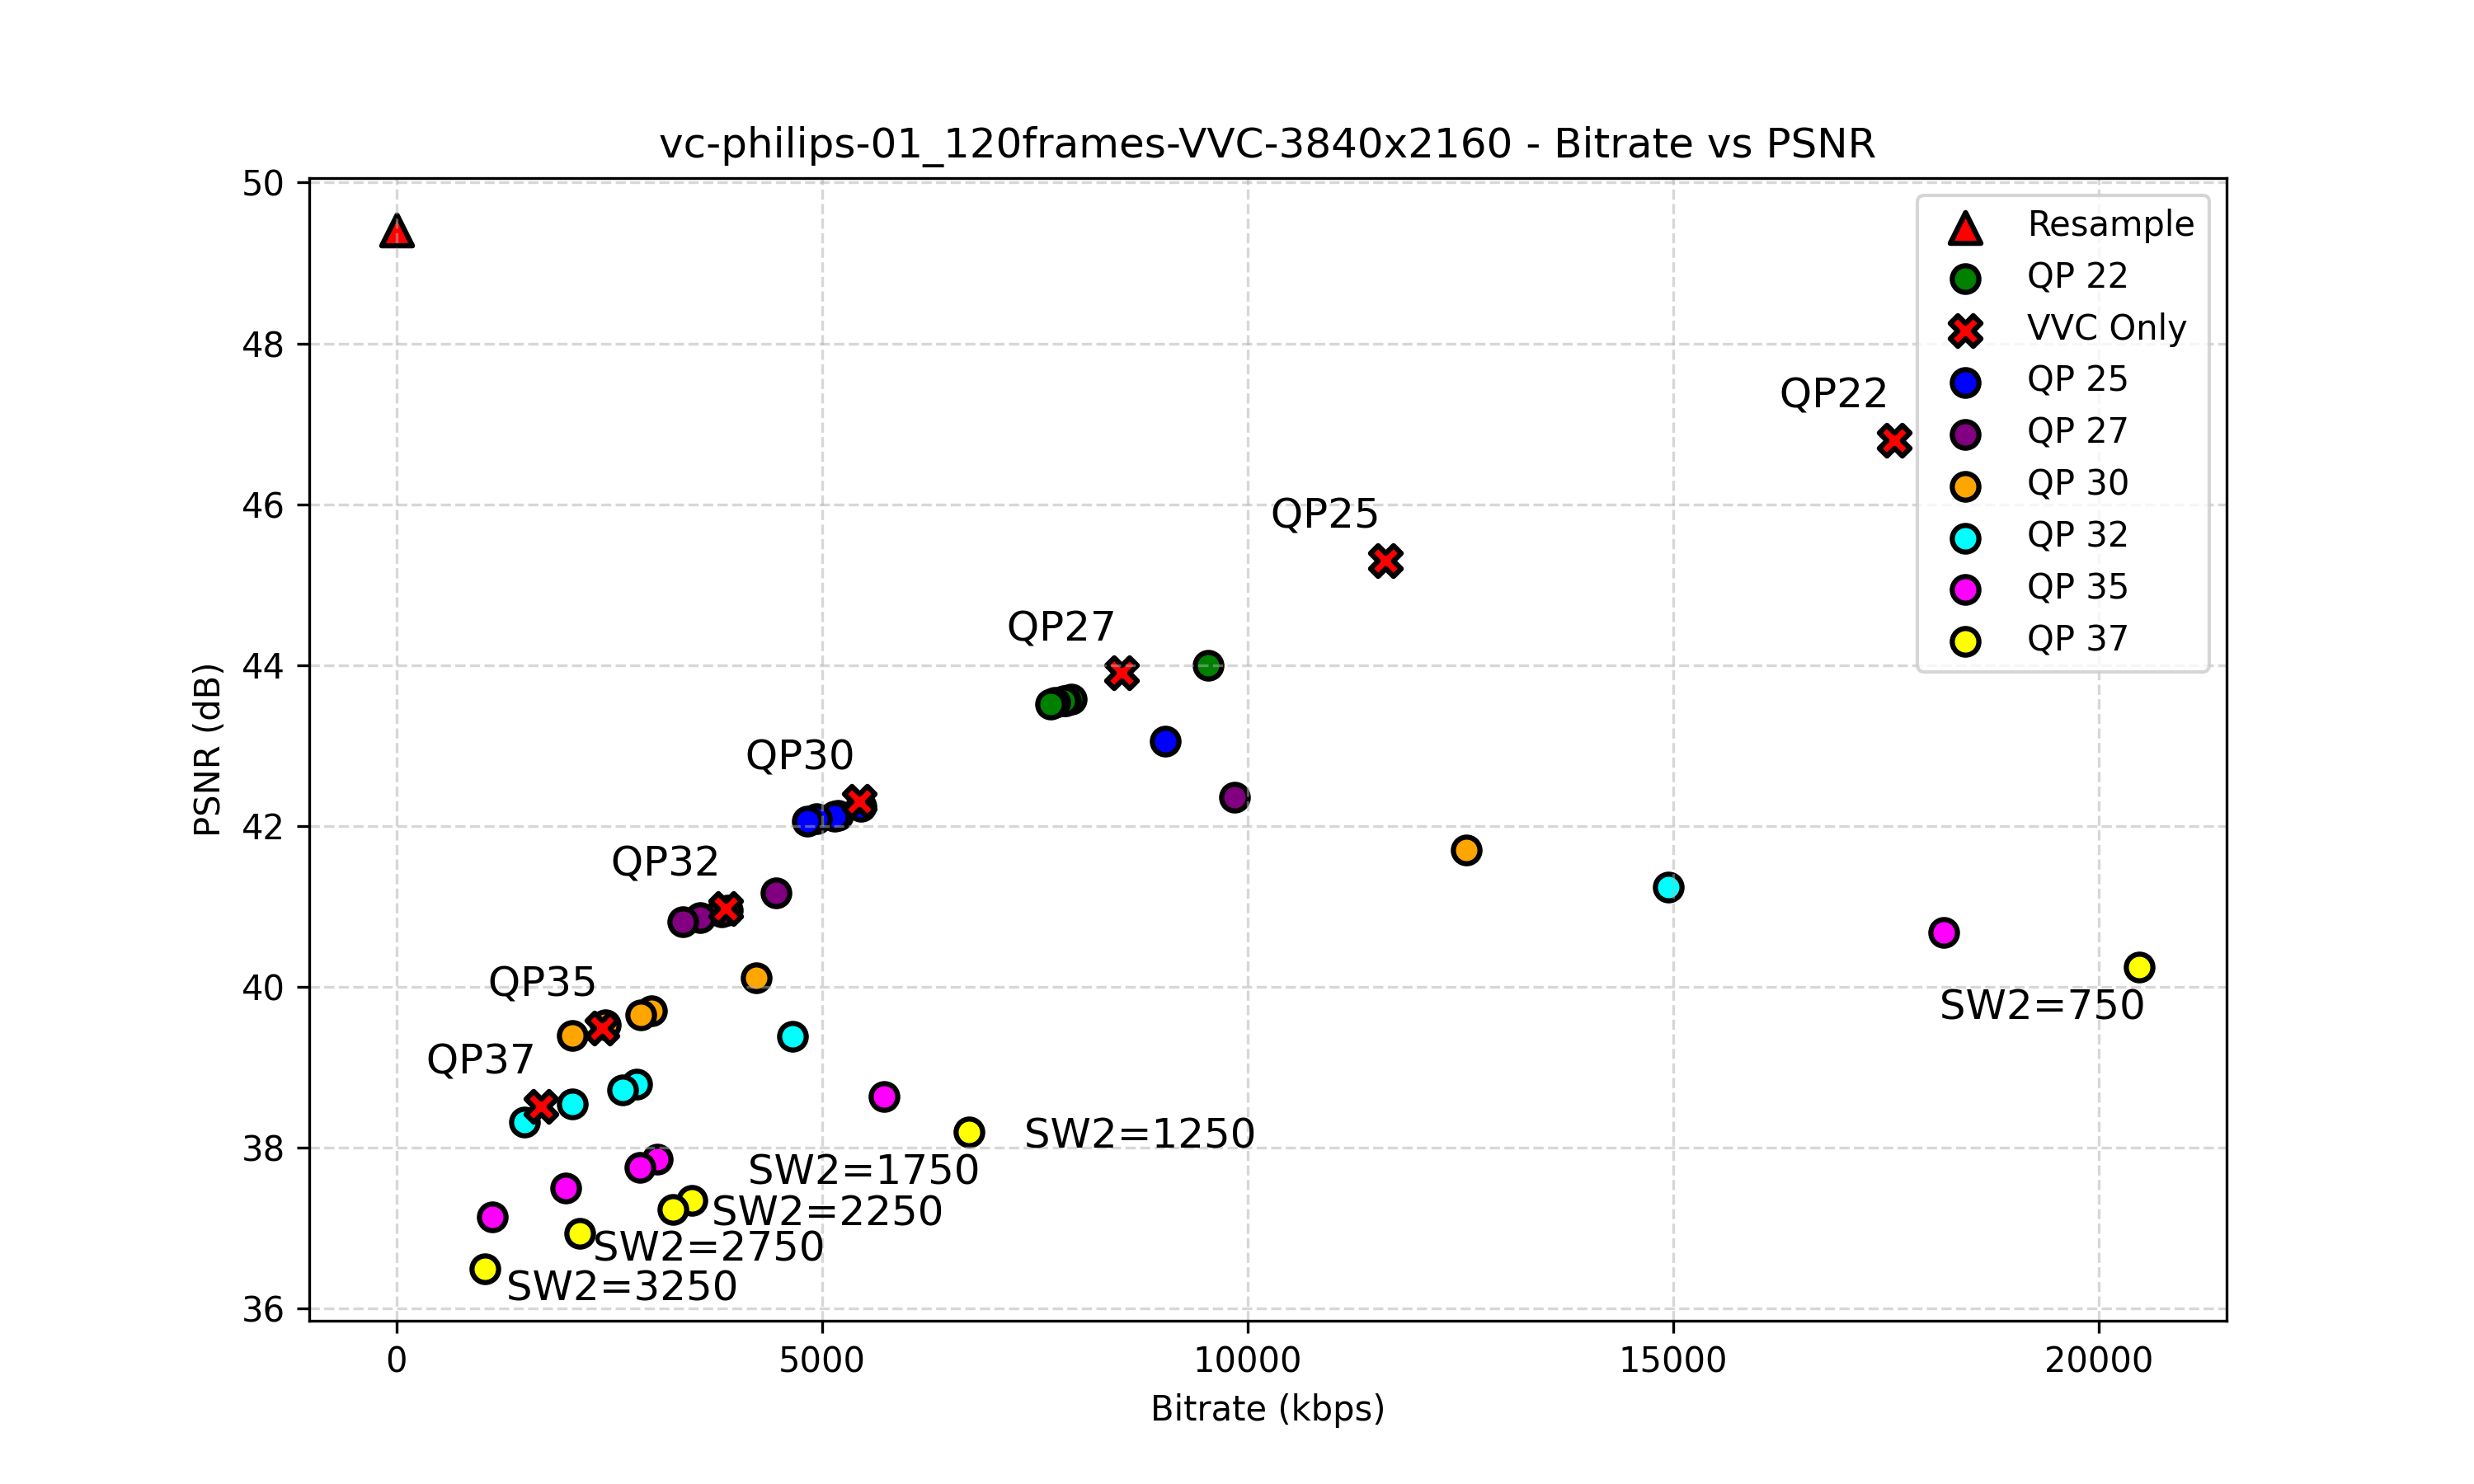 vc-philips-01_120frames-VVC-3840x2160 - Bitrate vs PSNR
50
48
46
44
42
40
38
36
PSNR (dB)
0
5000
10000
15000
20000
Bitrate (kbps)
Resample
QP 22
VVC Only
QP 25
QP 27
QP 30
QP 32
QP 35
QP 37
QP22
QP25
QP27
QP30
QP32
QP35
QP37
SW2=750
SW2=1250
SW2=1750
SW2=2250
SW2=2750
SW2=3250